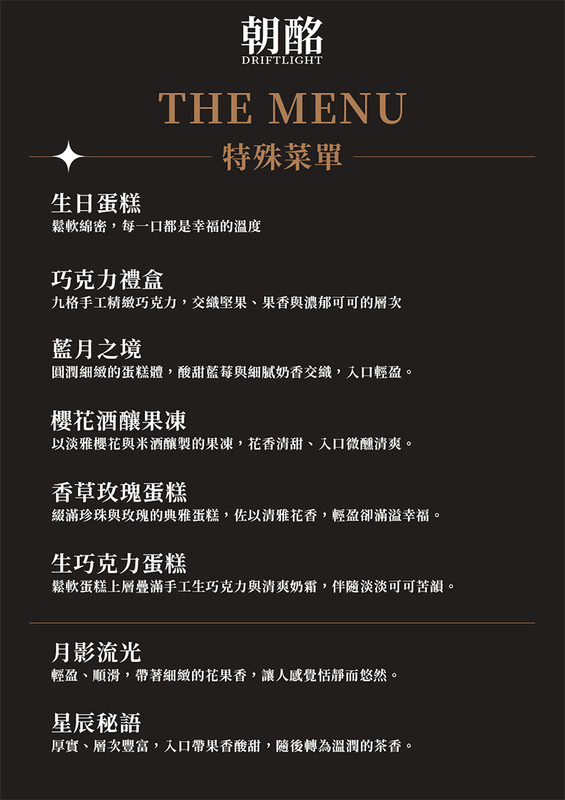 朝酩
DRIFTLIGHT
THE MENU
特殊菜單
生日蛋糕
鬆軟綿密，每一口都是幸福的溫度
巧克力禮盒
九格手工精緻巧克力，交織堅果、果香與濃郁可可的層次
藍月之境
圓潤細緻的蛋糕體，酸甜藍莓與細膩奶香交織，入口輕盈。
櫻花酒釀果凍
以淡雅櫻花與米酒釀製的果凍，花香清甜、入口微醺清爽。
香草玫瑰蛋糕
綴滿珍珠與玫瑰的典雅蛋糕，佐以清雅花香，輕盈卻滿溢幸福。
生巧克力蛋糕
鬆軟蛋糕上層疊滿手工生巧克力與清爽奶霜，伴隨淡淡可可苦韻。
月影流光
輕盈、順滑，帶著細緻的花果香，讓人感覺恬靜而悠然。
星辰秘語
厚實、層次豐富，入口帶果香酸甜，隨後轉為溫潤的茶香。